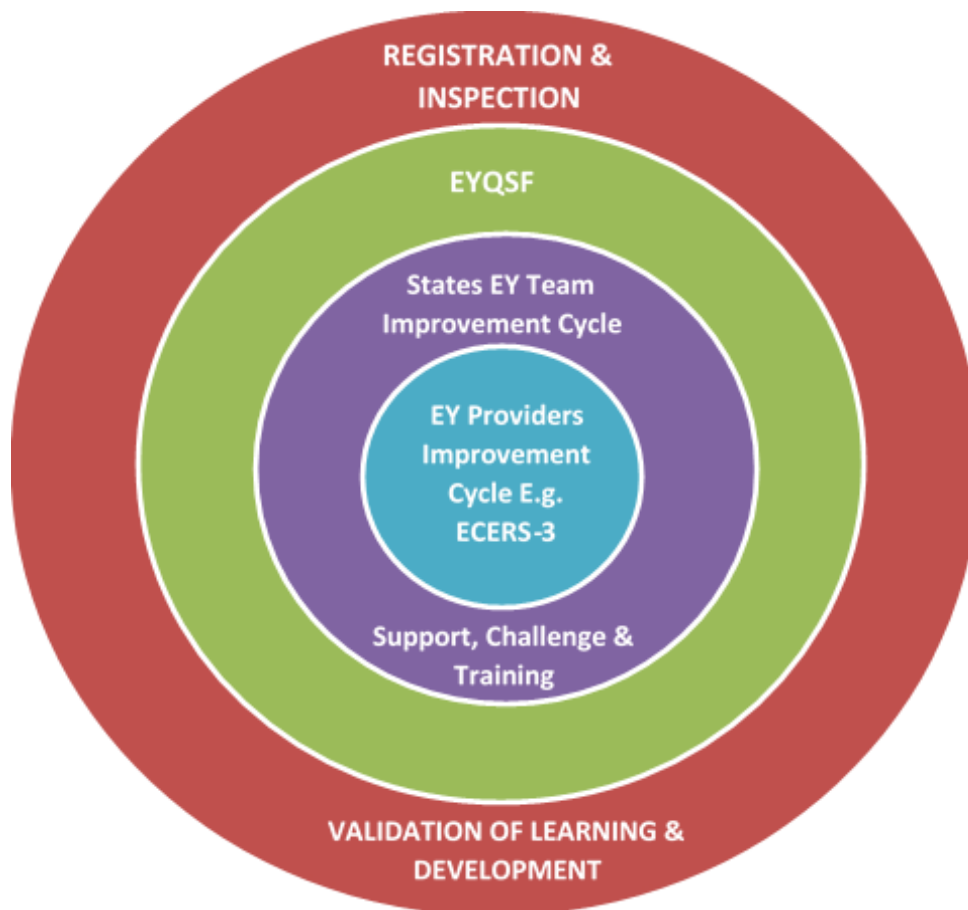 REGISTRATION &
INSPECTION
EYQSF
States EY Team
Improvement Cycle
EY Providers
Improvement
Cycle E.g.
ECERS-3
Support, Challenge &
Training
VALIDATION OF LEARNING &
DEVELOPMENT